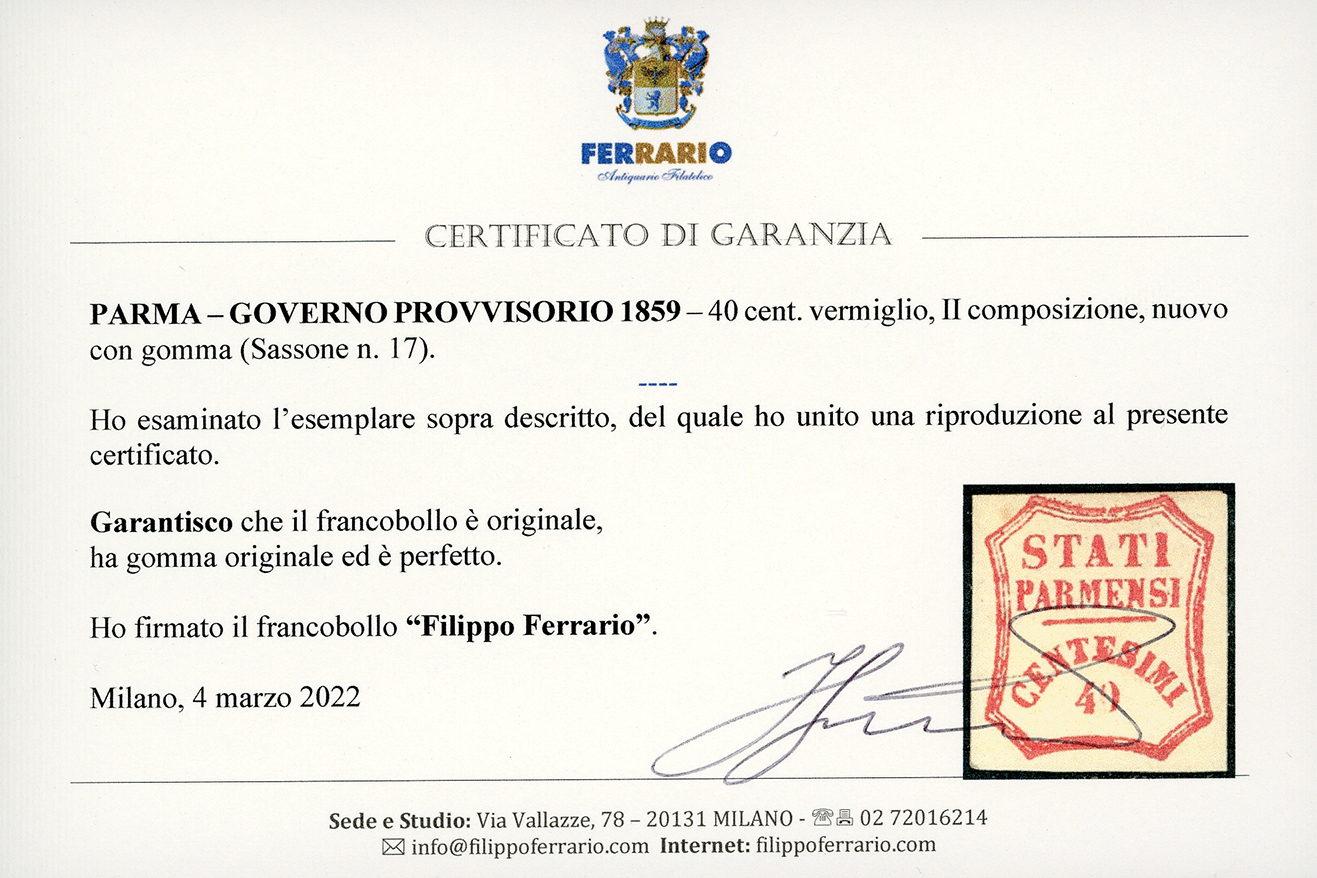 FERRARIO
Antiquario Filatelico
CERTIFICATO DI GARANZIA
PARMA – GOVERNO PROVVISORIO 1859 – 40 cent. vermiglio, II composizione, nuovo
con gomma (Sassone n. 17).
----
Ho esaminato l’esemplare sopra descritto, del quale ho unito una riproduzione al presente
certificato.
Garantisco che il francobollo è originale,
ha gomma originale ed è perfetto.
Ho firmato il francobollo “Filippo Ferrario”.
Milano, 4 marzo 2022
STATI
PARMENSI
CENTESIMI
40
Sede e Studio: Via Vallazze, 78 – 20131 MILANO - 02 72016214
info@filippoferrario.com Internet: filippoferrario.com